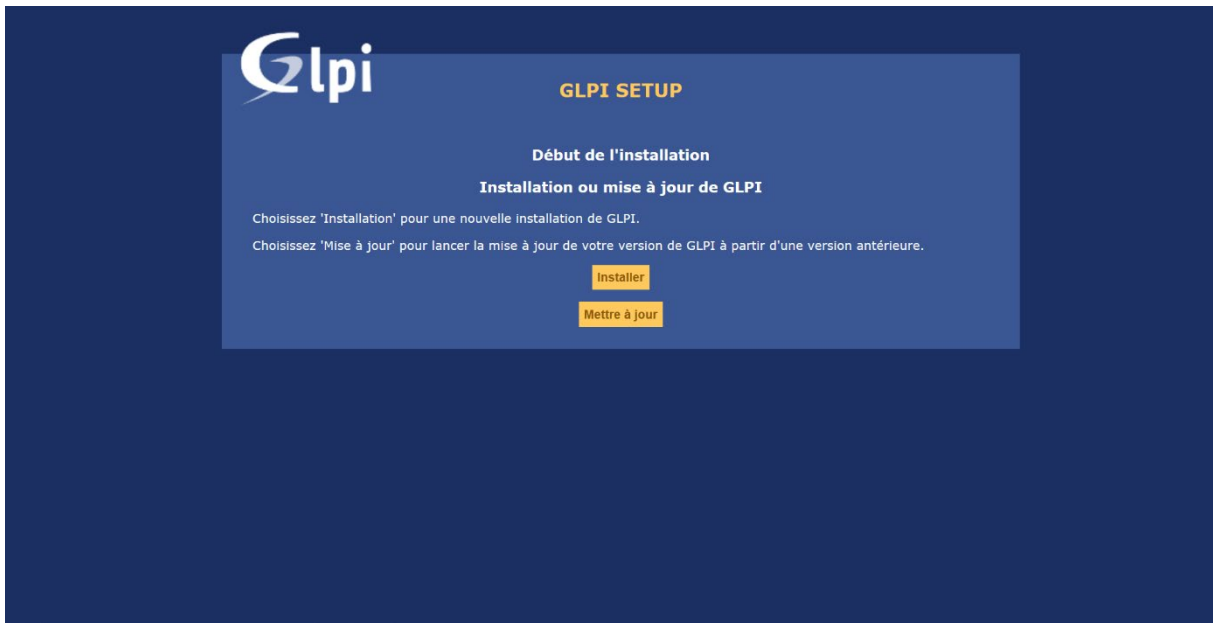 Glpi
GLPI SETUP
Début de l'installation
Installation ou mise à jour de GLPI
Choisissez 'Installation' pour une nouvelle installation de GLPI.
Choisissez 'Mise à jour' pour lancer la mise à jour de votre version de GLPI à partir d'une version antérieure.
Installer
Mettre à jour